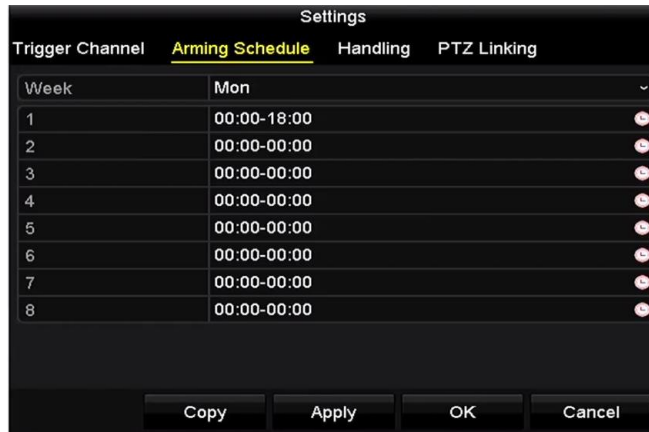 Settings
Trigger Channel Arming Schedule Handling PTZ Linking
Week Mon
1 00:00-18:00
2 00:00-00:00
3 00:00-00:00
4 00:00-00:00
5 00:00-00:00
6 00:00-00:00
7 00:00-00:00
8 00:00-00:00
Copy Apply OK Cancel